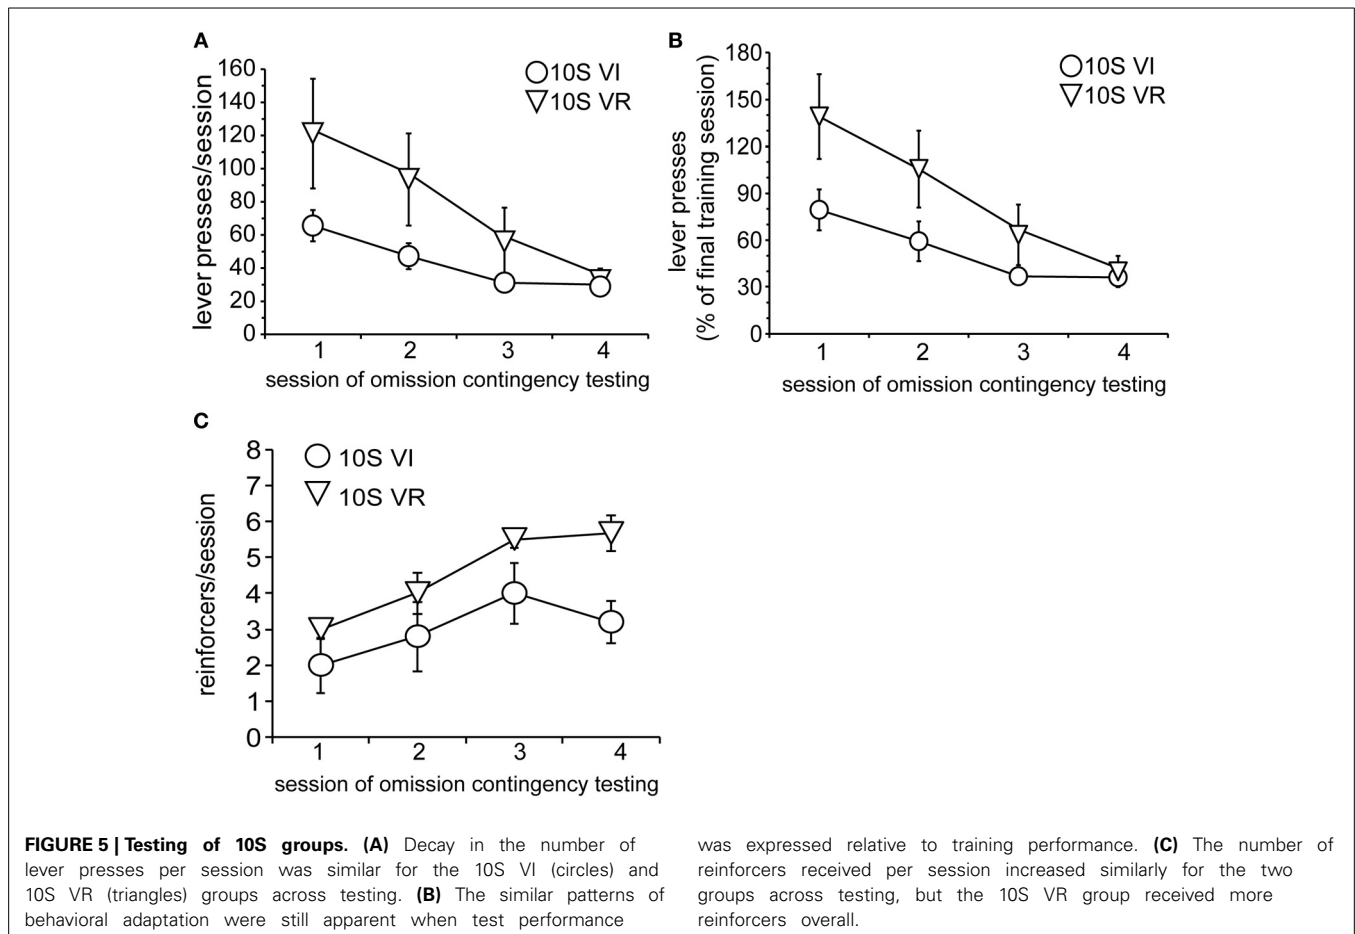 A
160
140
120
100
80
60
40
20
0
lever presses/session
10S VI
10S VR
1 2 3 4
session of omission contingency testing
B
180
150
120
90
60
30
0
lever presses
(% of final training session)
10S VI
10S VR
1 2 3 4
session of omission contingency testing
C
8
7
6
5
4
3
2
1
0
reinforcers/session
10S VI
10S VR
1 2 3 4
session of omission contingency testing
FIGURE 5 | Testing of 10S groups. (A) Decay in the number of
lever presses per session was similar for the 10S VI (circles) and
10S VR (triangles) groups across testing. (B) The similar patterns of
behavioral adaptation were still apparent when test performance
was expressed relative to training performance. (C) The number of
reinforcers received per session increased similarly for the two
groups across testing, but the 10S VR group received more
reinforcers overall.